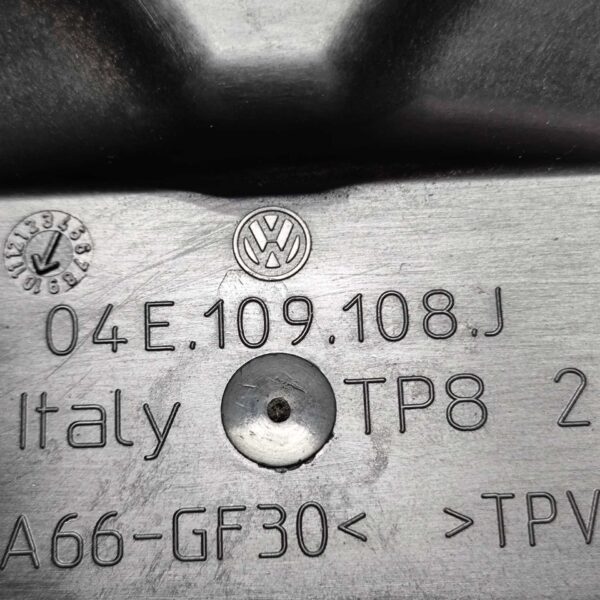 04E.109.108.J
Italy TP8 2
A66-GF30< >TPV